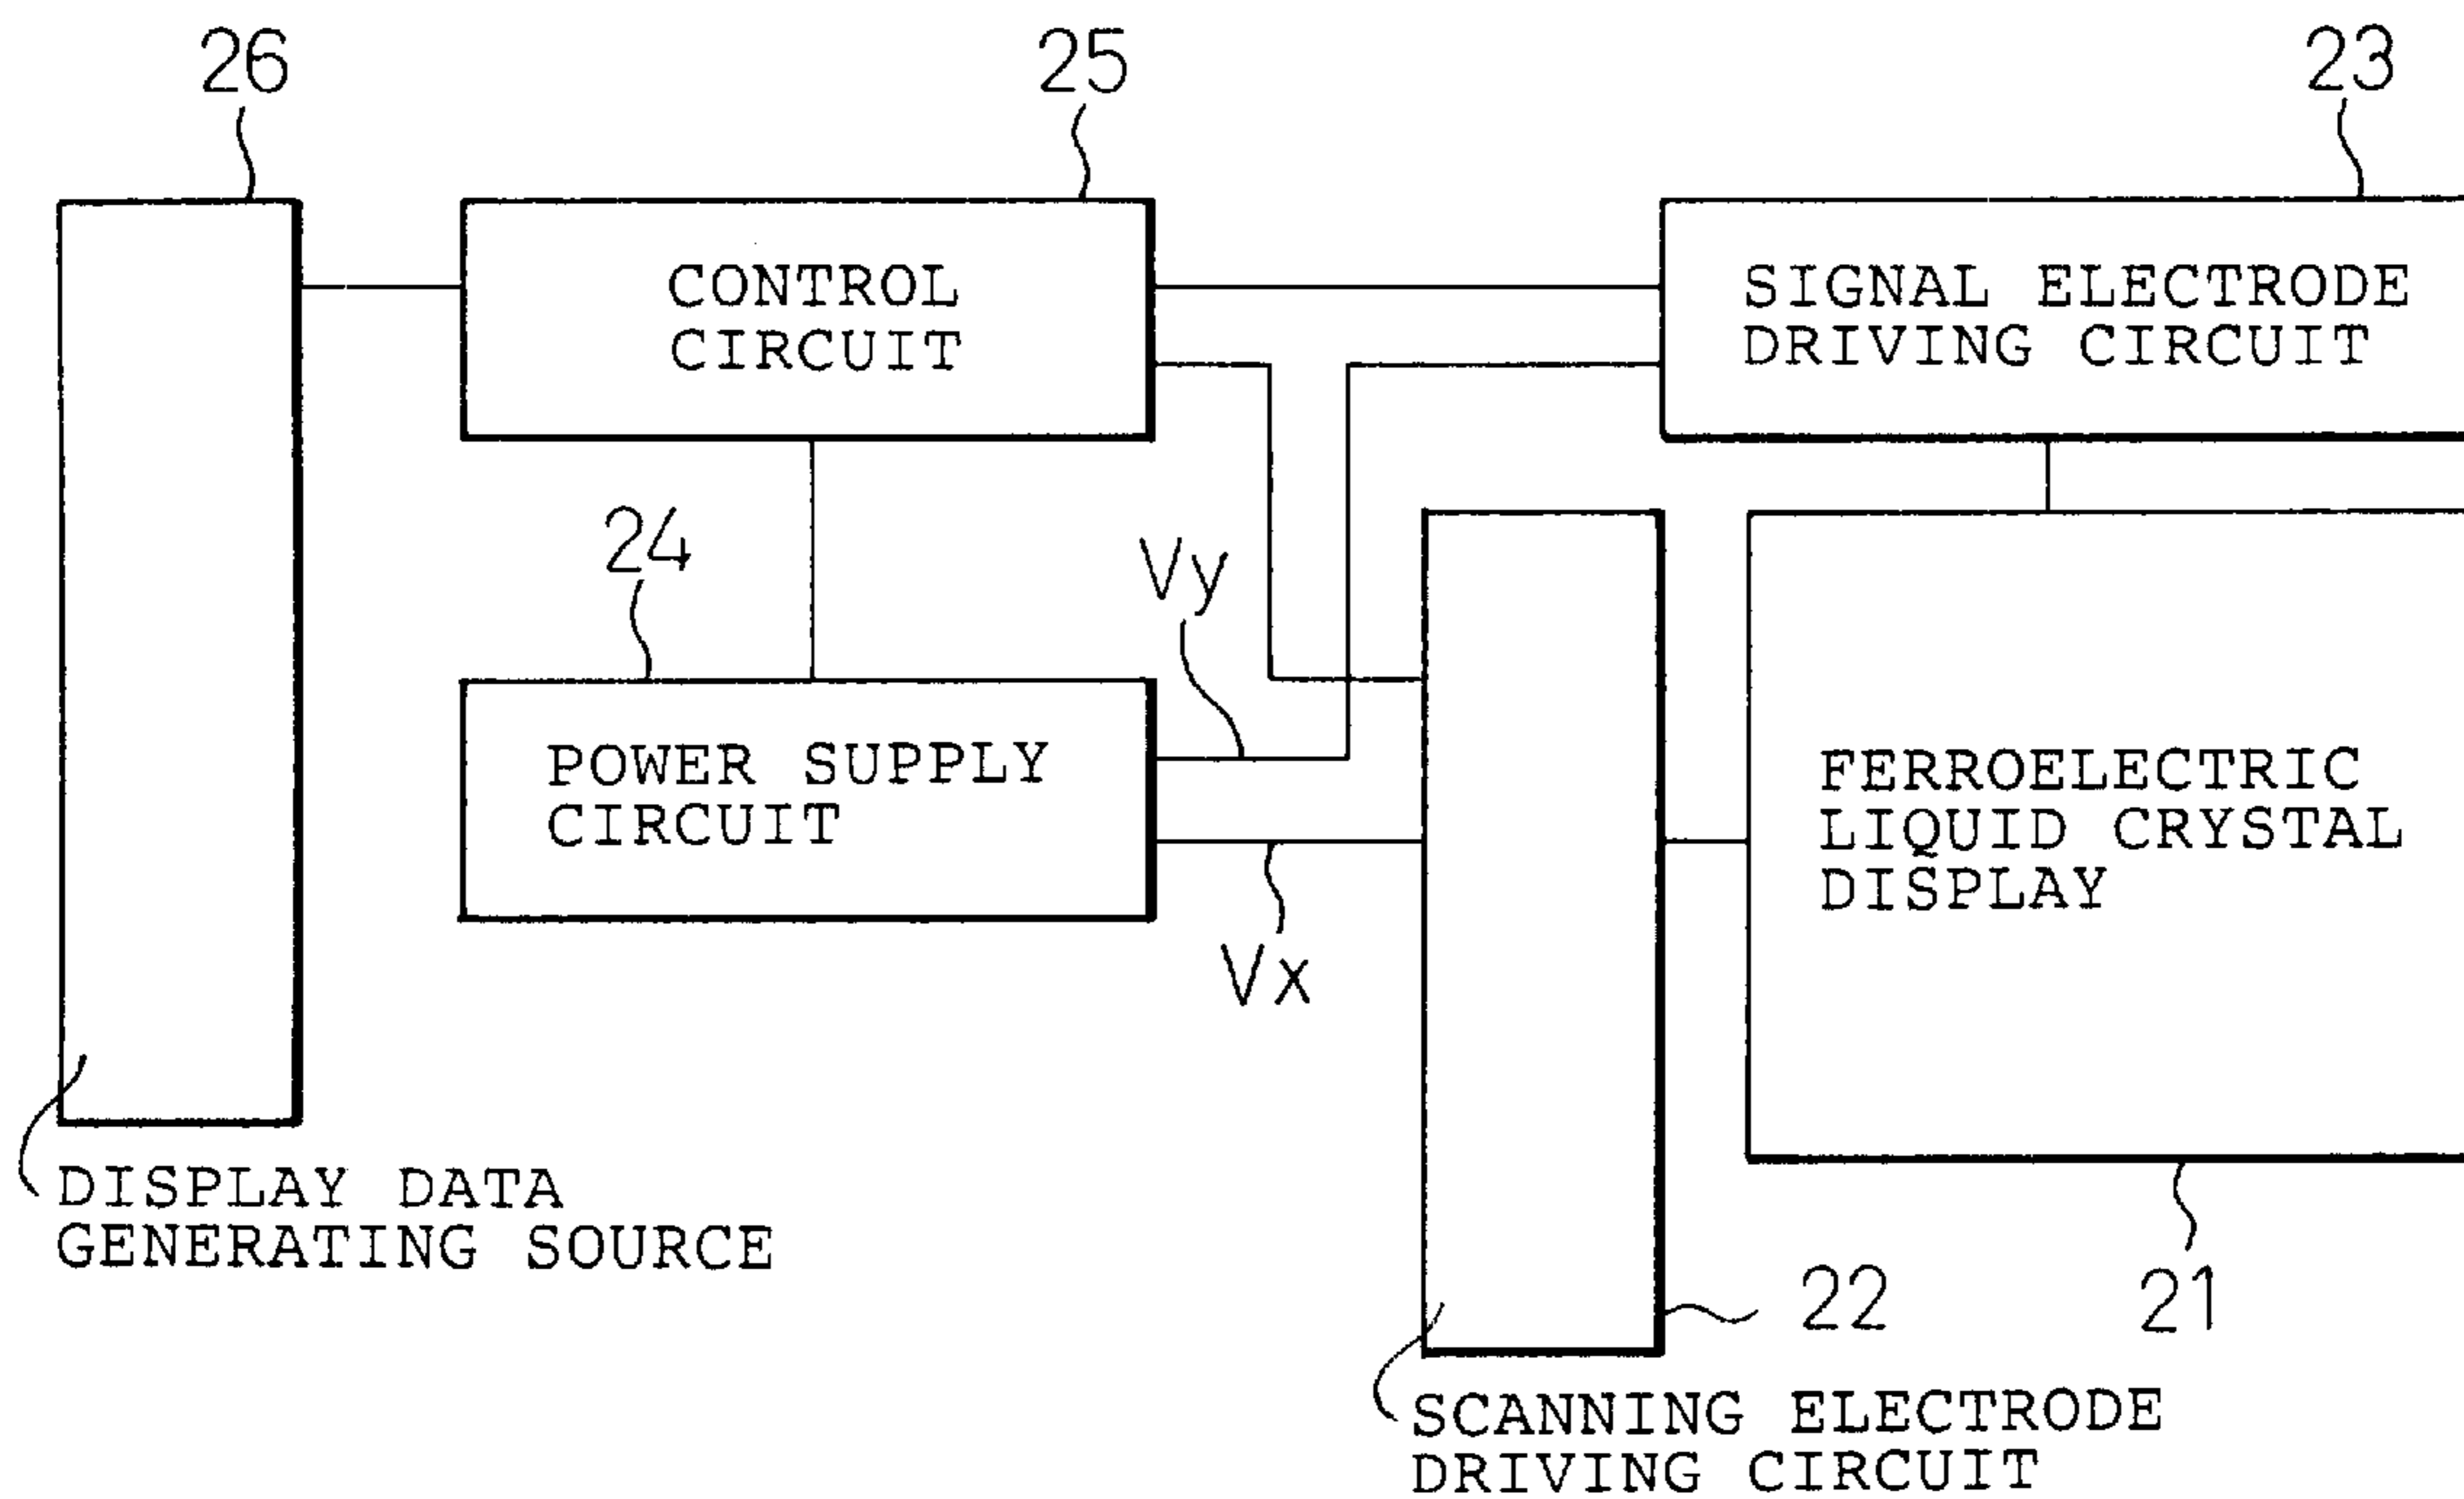 26
25
23
CONTROL
CIRCUIT
SIGNAL ELECTRODE
DRIVING CIRCUIT
24
Vy
POWER SUPPLY
CIRCUIT
FERROELECTRIC
LIQUID CRYSTAL
DISPLAY
Vx
DISPLAY DATA
GENERATING SOURCE
22
21
SCANNING ELECTRODE
DRIVING CIRCUIT